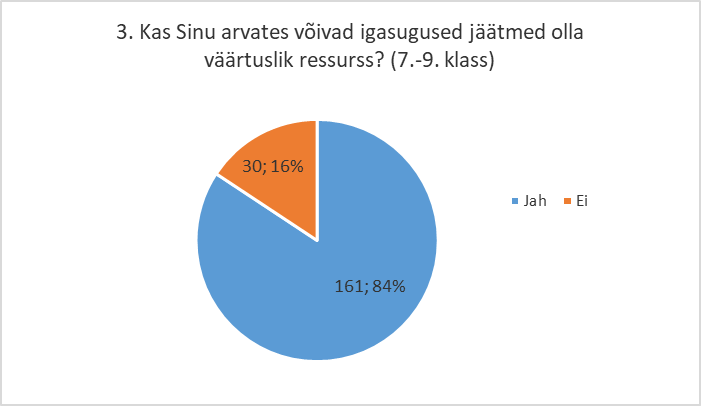 3. Kas Sinu arvates võivad igasugused jäätmed olla
väärtuslik ressurss? (7.-9. klass)
30; 16%
Jah
Ei
161; 84%